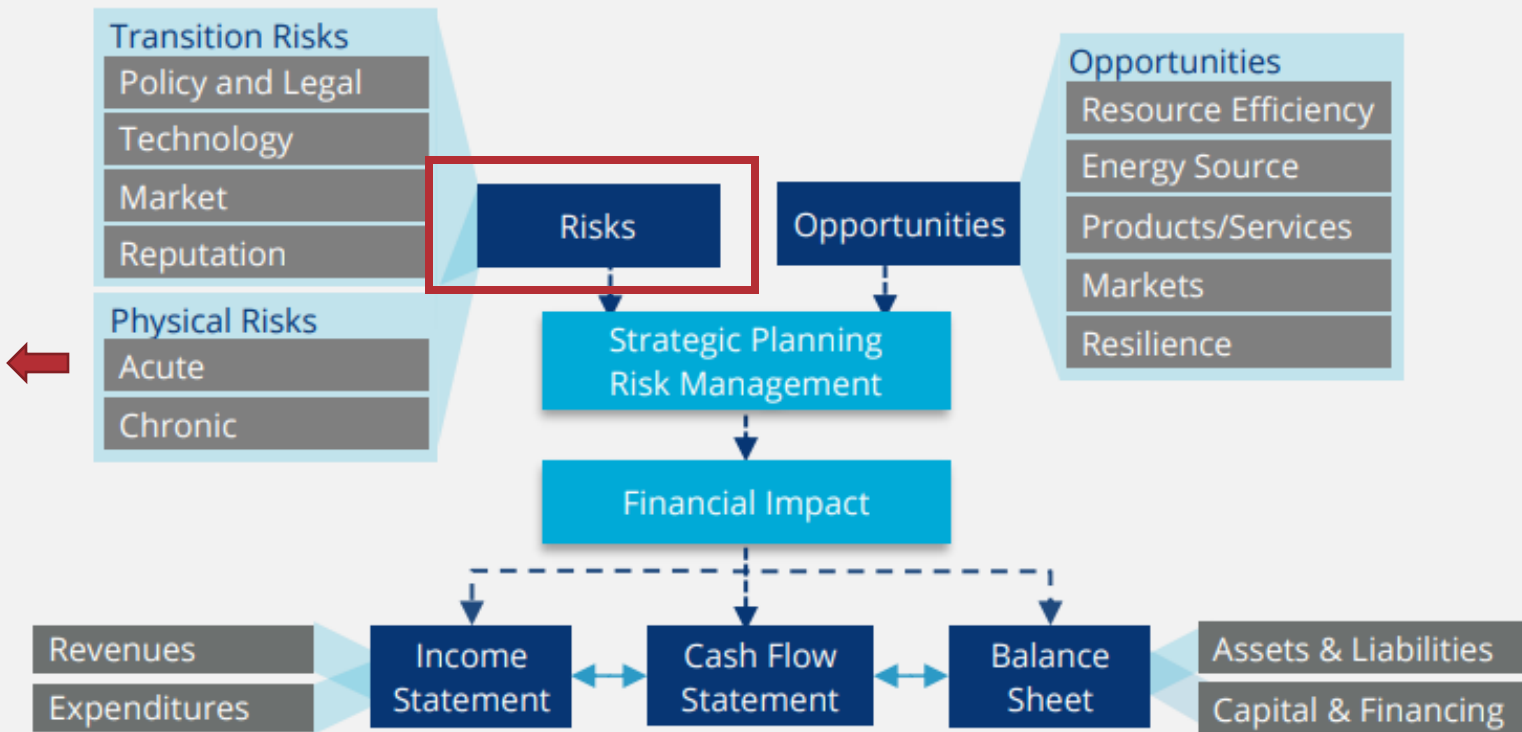 Transition Risks
Policy and Legal
Technology
Market
Reputation
Physical Risks
Acute
Chronic
Risks
Opportunities
Opportunities
Resource Efficiency
Energy Source
Products/Services
Markets
Resilience
Strategic Planning
Risk Management
Financial Impact
Revenues
Expenditures
Income
Statement
Cash Flow
Statement
Balance
Sheet
Assets & Liabilities
Capital & Financing